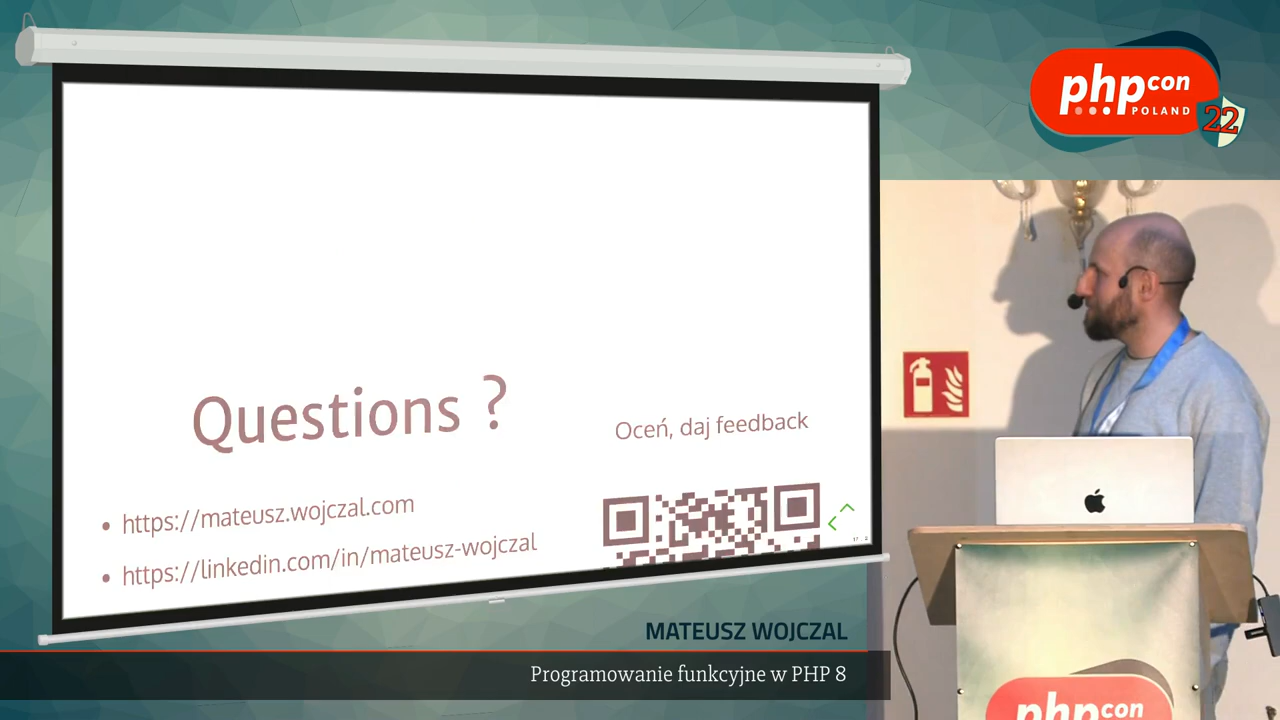 php con
POLAND
22
Questions ?
Oceń, daj feedback
• https://mateusz.wojczal.com
• https://linkedin.com/in/mateusz-wojczal
MATEUSZ WOJCZAL
Programowanie funkcyjne w PHP 8
phpcon